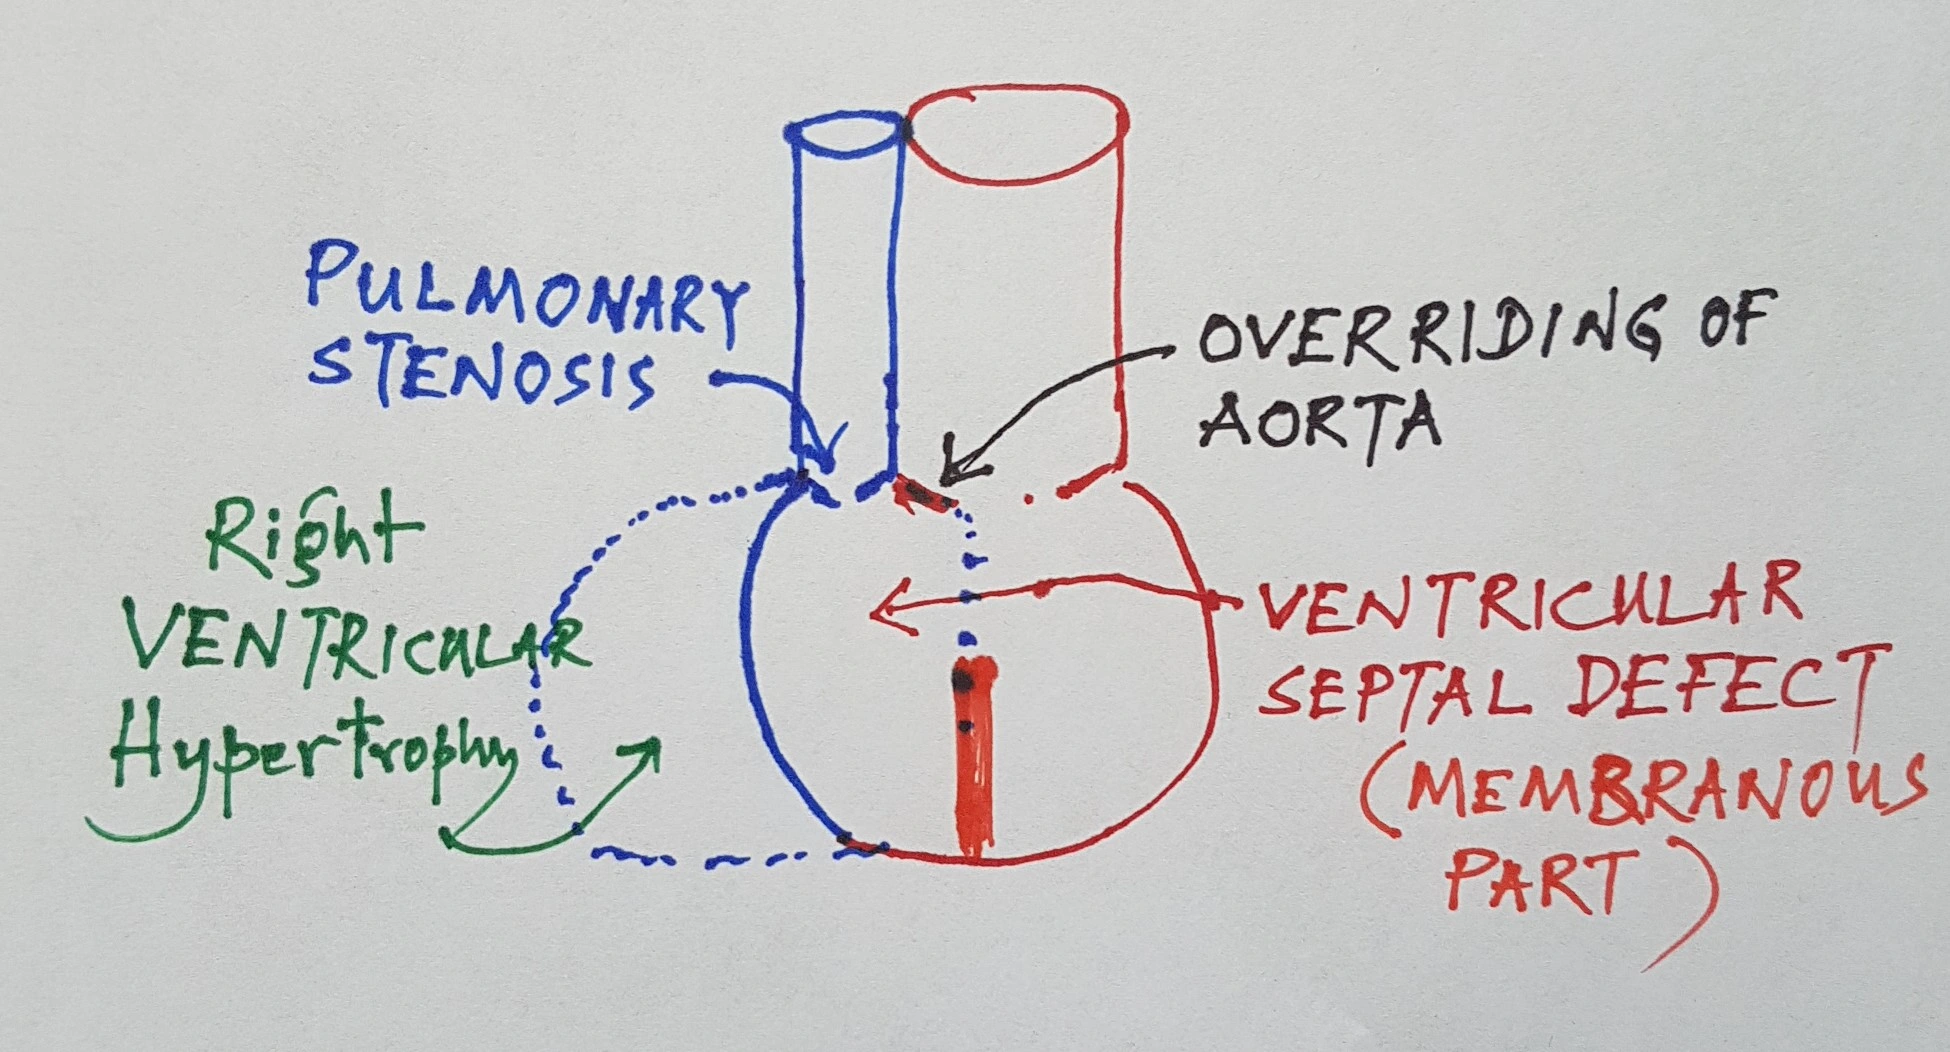 PULMONARY
STENOSIS
OVERRIDING OF
AORTA
Right
VENTRICULAR
Hypertrophy
VENTRICULAR
SEPTAL DEFECT
(MEMBRANOUS
PART)